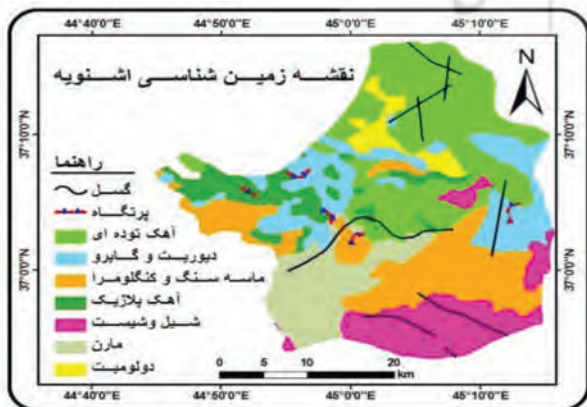 44°40'0"E 44°50'0"E 45°0'0"E 45°10'0"E
نقشه زمین شناسی اشنویه
N
37°10'0"N 37°10'0"N
راهنما
گسل
پرتگاه
آهک توده ای
دیوریت و گابرو
37°0'0"N 37°0'0"N
ماسه سنگ و کنگلومرا
آهک پلاژیک
شیل وشیست
مارن
دولومیت
0 5 10 20
km
44°40'0"E 44°50'0"E 45°0'0"E 45°10'0"E